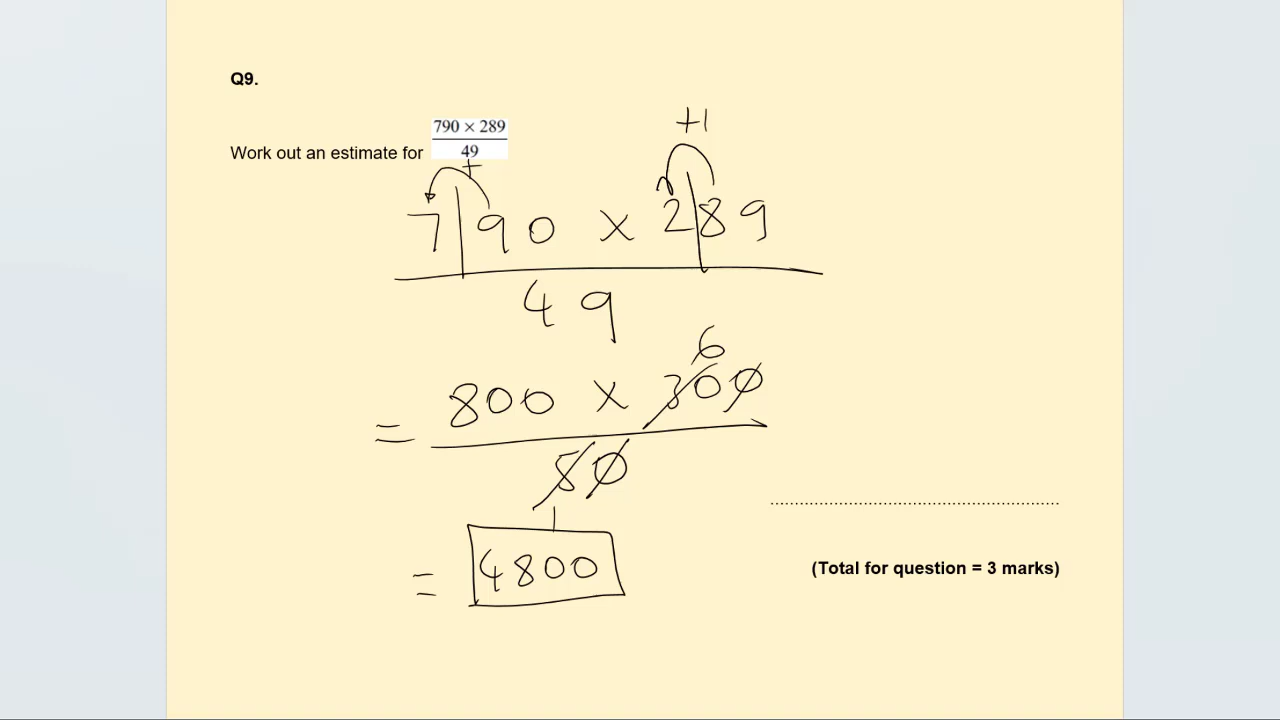 Q9.
Work out an estimate for 790 × 289
49
+ +1
790 × 289
49
6
= 800 × 300
50
1
= 4800
(Total for question = 3 marks)